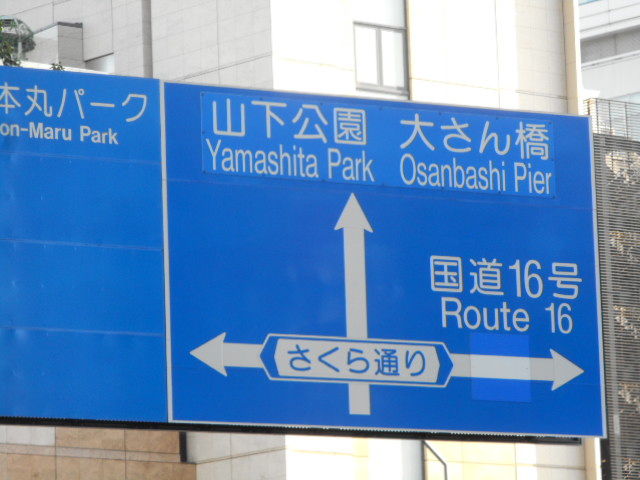 本丸パーク
on-Maru Park
山下公園 大さん橋
Yamashita Park Osanbashi Pier
国道16号
Route 16
さくら通り